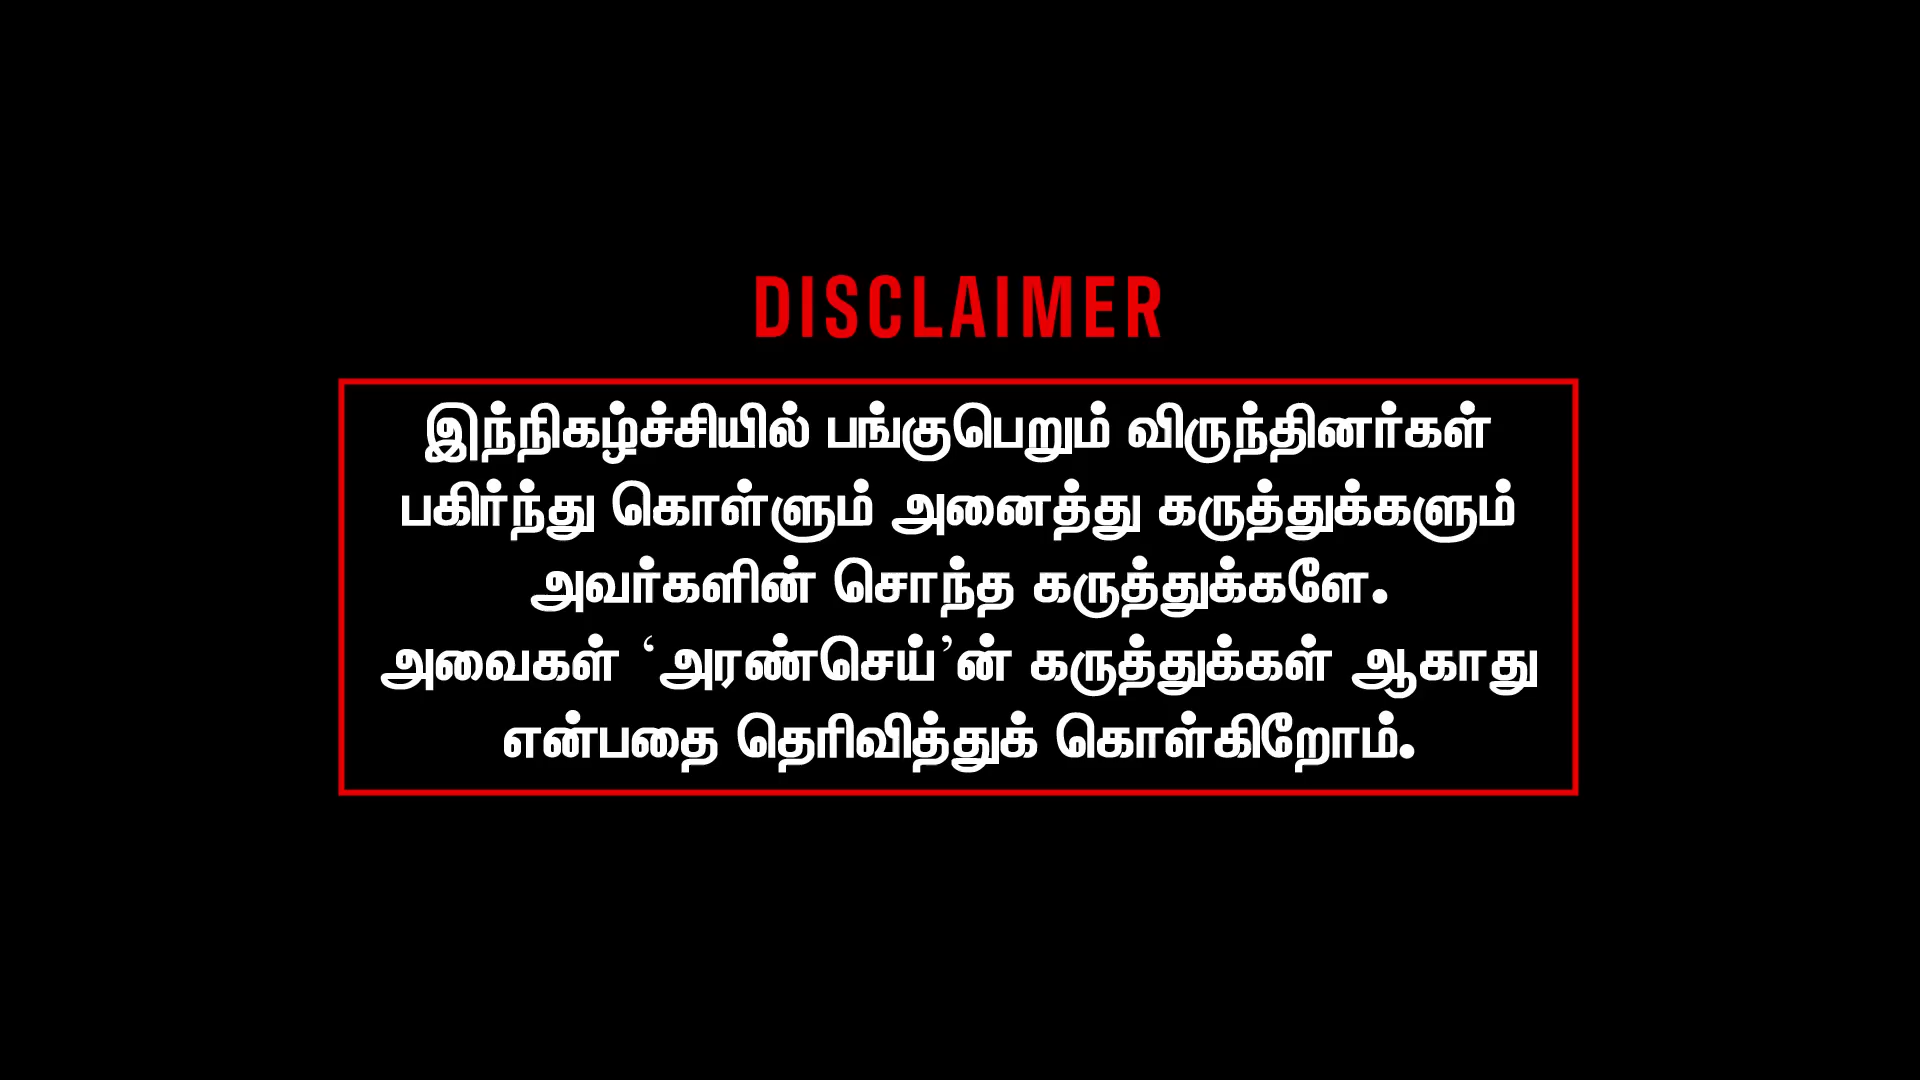 DISCLAIMER
இந்நிகழ்ச்சியில் பங்குபெறும் விருந்தினர்கள்
பகிர்ந்து கொள்ளும் அனைத்து கருத்துக்களும்
அவர்களின் சொந்த கருத்துக்களே.
அவைகள் ‘அரண்செய்’ன் கருத்துக்கள் ஆகாது
என்பதை தெரிவித்துக் கொள்கிறோம்.